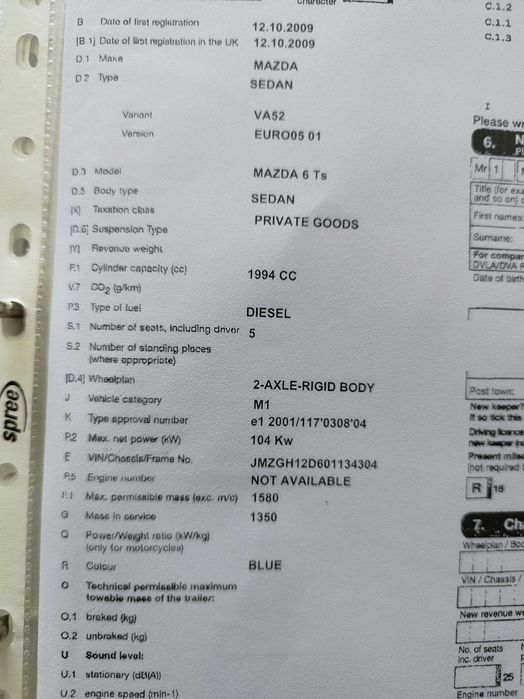 character
B Date of first registration 12.10.2009
[B.1] Date of first registration in the UK 12.10.2009
D.1 Make MAZDA
D.2 Type SEDAN
Variant VA52
Version EURO05 01
D.3 Model MAZDA 6 Ts
D.5 Body type SEDAN
[X] Taxation class PRIVATE GOODS
[D.6] Suspension Type
[Y] Revenue weight
P.1 Cylinder capacity (cc) 1994 CC
V.7 CO2 (g/km)
P.3 Type of fuel DIESEL
S.1 Number of seats, including driver 5
S.2 Number of standing places
(where appropriate)
[D.4] Wheelplan 2-AXLE-RIGID BODY
J Vehicle category M1
K Type approval number e1 2001/117'0308'04
P.2 Max. net power (kW) 104 Kw
E VIN/Chassis/Frame No. JMZGH12D601134304
P.5 Engine number NOT AVAILABLE
F.1 Max. permissible mass (exc. m/c) 1580
G Mass in service 1350
Q Power/Weight ratio (kW/kg)
(only for motorcycles)
R Colour BLUE
O Technical permissible maximum
towable mass of the trailer:
O.1 braked (kg)
O.2 unbraked (kg)
U Sound level:
U.1 stationary (dB(A))
U.2 engine speed (min-1)
C.1.2
C.1.1
C.1.3
Please
6.
Mr 1
Title (for
and so on)
First names
Surname:
For
DVLA/DVA
Date of birth
Post town:
New keeper?
If so tick this
Driving licence
new keeper
Present
(not required
R 16
7.
Wheelplan /
VIN / Chassis /
New revenue
No. of seats
inc. driver
25
Engine number
spree